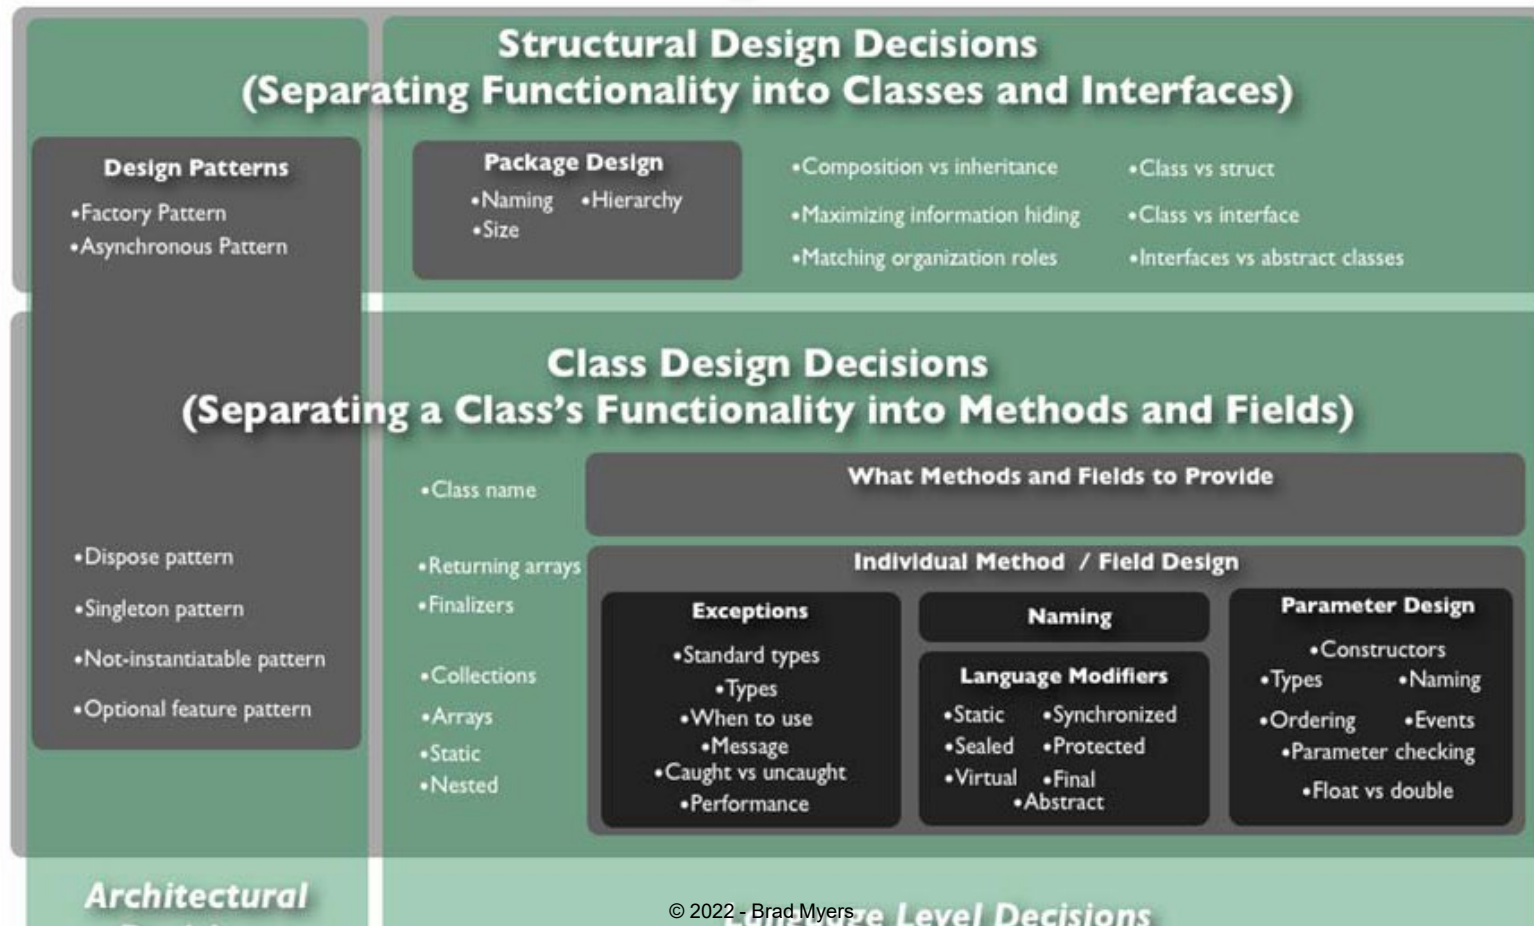 Structural Design Decisions
(Separating Functionality into Classes and Interfaces)
Design Patterns
•Factory Pattern
•Asynchronous Pattern
•Dispose pattern
•Singleton pattern
•Not-instantiatable pattern
•Optional feature pattern
Package Design
•Naming •Hierarchy
•Size
•Composition vs inheritance
•Maximizing information hiding
•Matching organization roles
•Class vs struct
•Class vs interface
•Interfaces vs abstract classes
Class Design Decisions
(Separating a Class's Functionality into Methods and Fields)
•Class name
•Returning arrays
•Finalizers
•Collections
•Arrays
•Static
•Nested
What Methods and Fields to Provide
Individual Method / Field Design
Exceptions
•Standard types
•Types
•When to use
•Message
•Caught vs uncaught
•Performance
Naming
Language Modifiers
•Static •Synchronized
•Sealed •Protected
•Virtual •Final
•Abstract
Parameter Design
•Constructors
•Types •Naming
•Ordering •Events
•Parameter checking
•Float vs double
Architectural
Level Decisions
© 2022 - Brad Myers